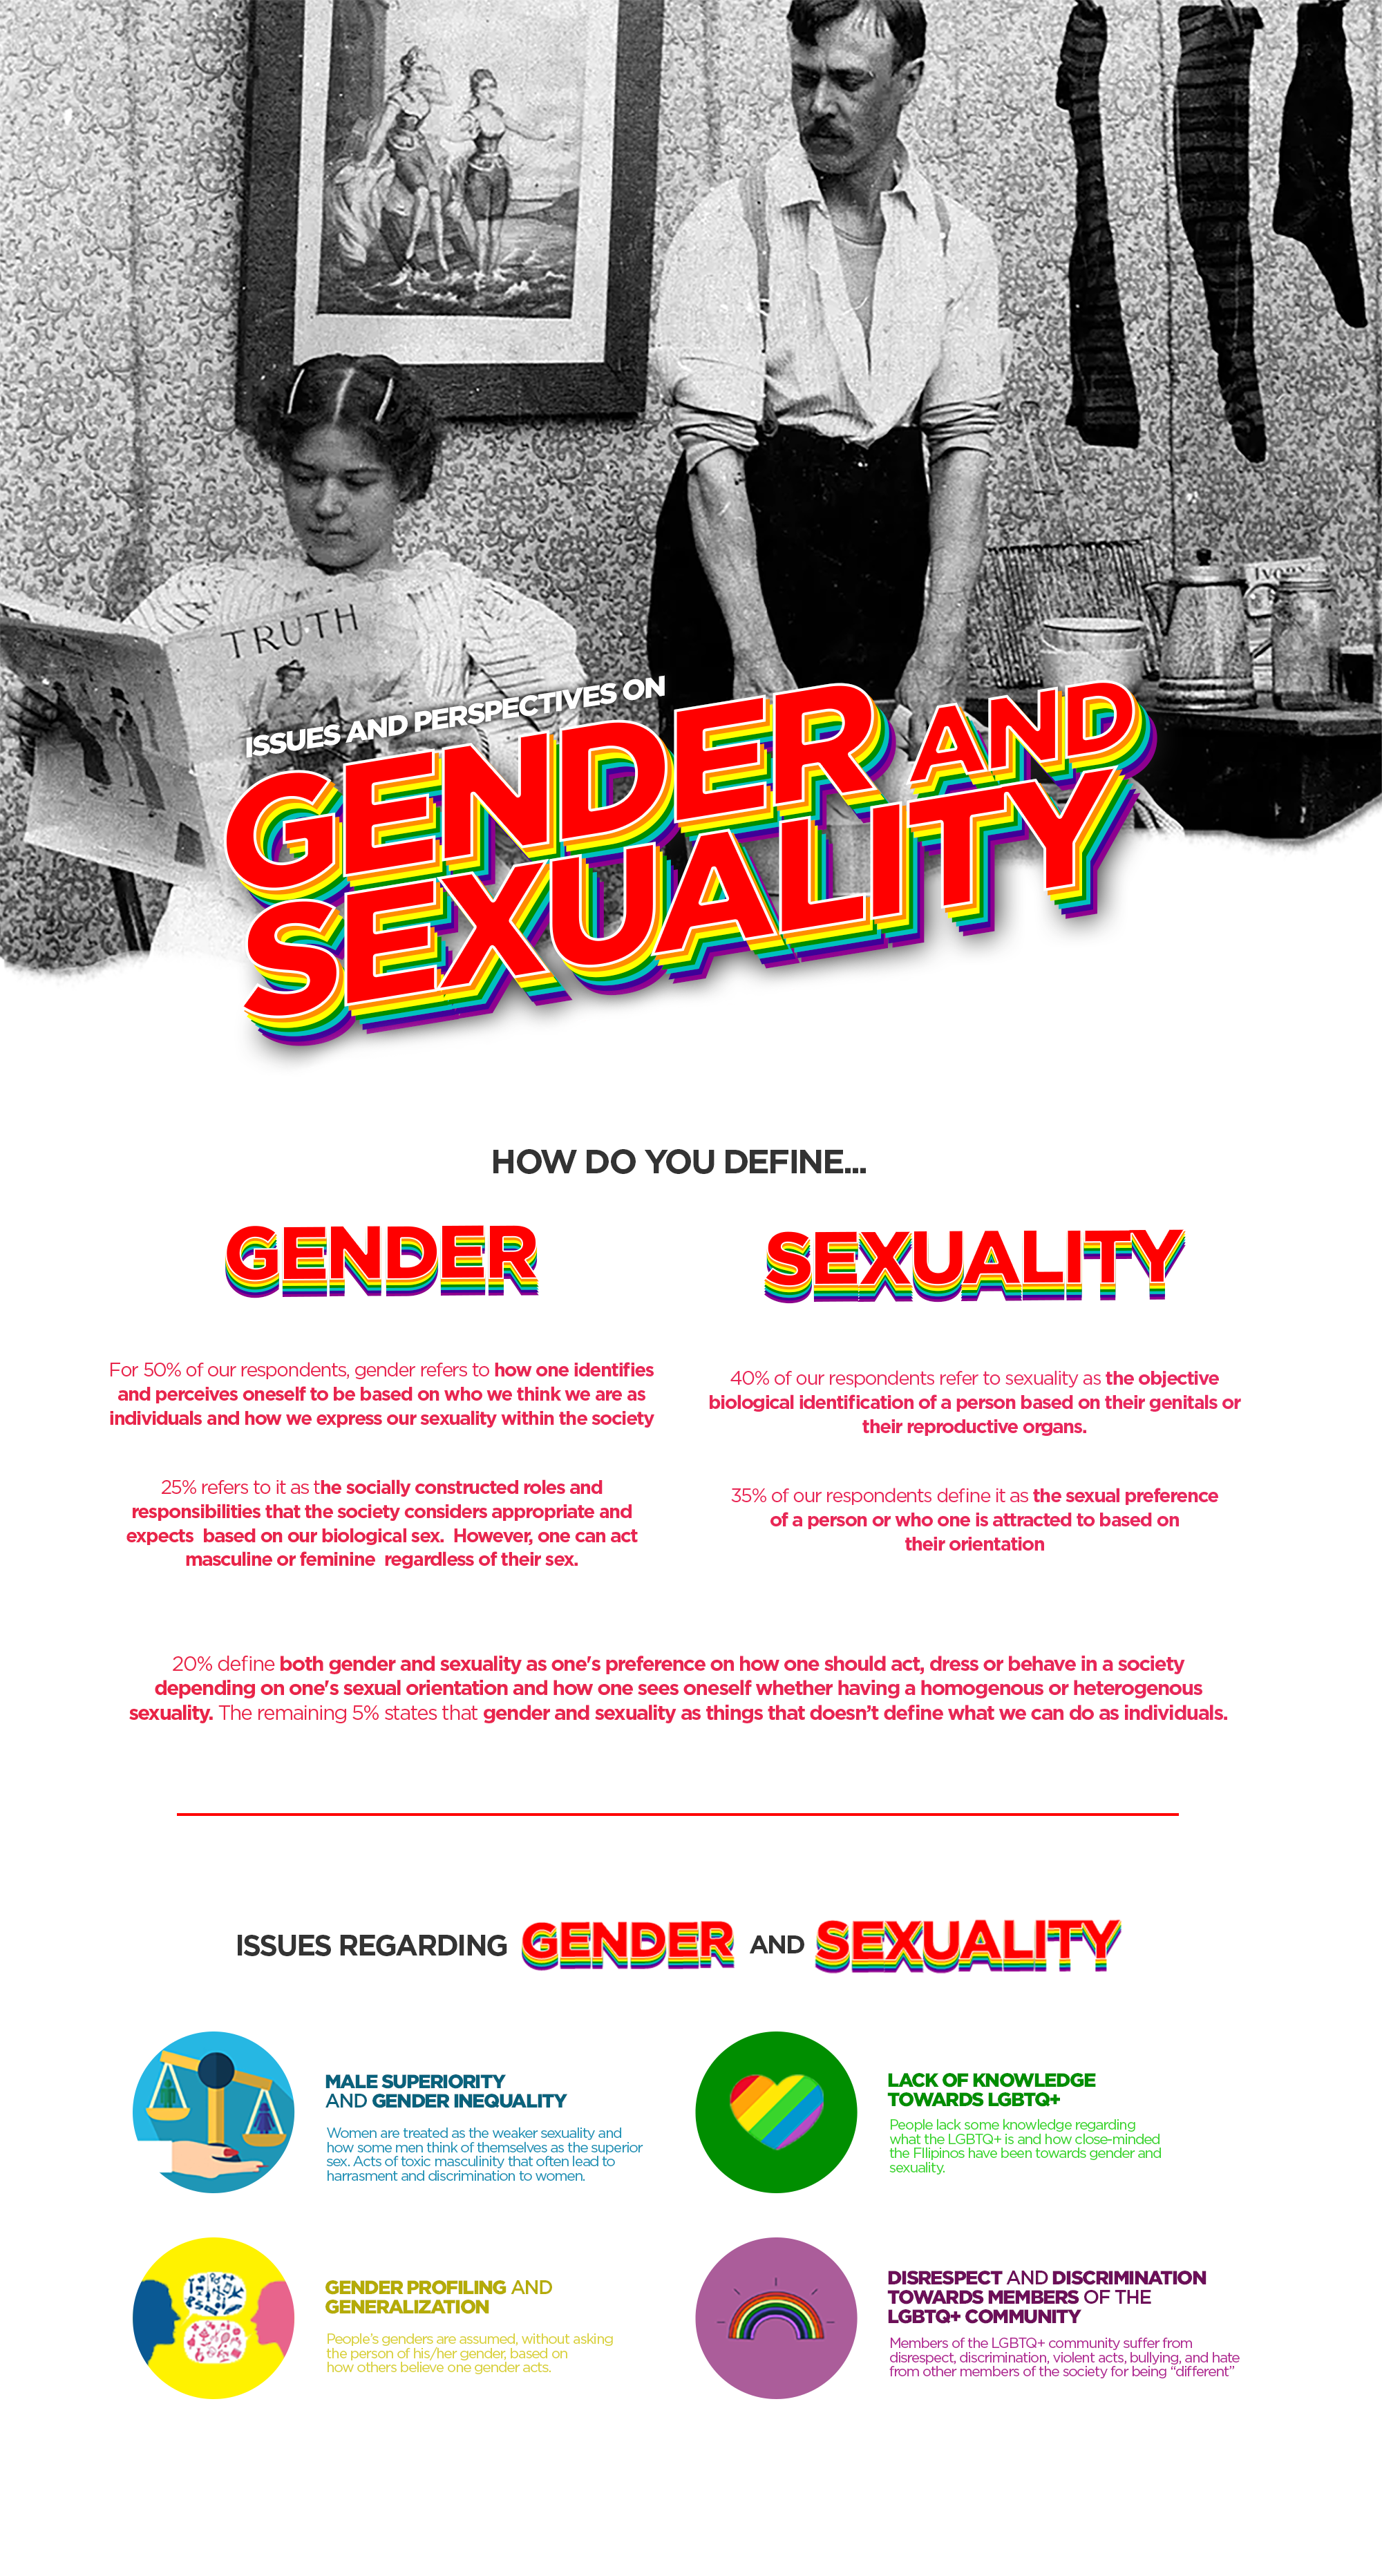 TRUTH
Ivory
ISSUES AND PERSPECTIVES ON
GENDER AND
SEXUALITY
HOW DO YOU DEFINE...
GENDER
SEXUALITY
For 50% of our respondents, gender refers to how one identifies
and perceives oneself to be based on who we think we are as
individuals and how we express our sexuality within the society
25% refers to it as the socially constructed roles and
responsibilities that the society considers appropriate and
expects  based on our biological sex.  However, one can act
masculine or feminine  regardless of their sex.
40% of our respondents refer to sexuality as the objective
biological identification of a person based on their genitals or
their reproductive organs.
35% of our respondents define it as the sexual preference
of a person or who one is attracted to based on
their orientation
20% define both gender and sexuality as one's preference on how one should act, dress or behave in a society
depending on one's sexual orientation and how one sees oneself whether having a homogenous or heterogenous
sexuality. The remaining 5% states that gender and sexuality as things that doesn’t define what we can do as individuals.
ISSUES REGARDING GENDER AND SEXUALITY
MALE SUPERIORITY
AND GENDER INEQUALITY
Women are treated as the weaker sexuality and
how some men think of themselves as the superior
sex. Acts of toxic masculinity that often lead to
harrasment and discrimination to women.
LACK OF KNOWLEDGE
TOWARDS LGBTQ+
People lack some knowledge regarding
what the LGBTQ+ is and how close-minded
the FIlipinos have been towards gender and
sexuality.
GENDER PROFILING AND
GENERALIZATION
People’s genders are assumed, without asking
the person of his/her gender, based on
how others believe one gender acts.
DISRESPECT AND DISCRIMINATION
TOWARDS MEMBERS OF THE
LGBTQ+ COMMUNITY
Members of the LGBTQ+ community suffer from
disrespect, discrimination, violent acts, bullying, and hate
from other members of the society for being “different”